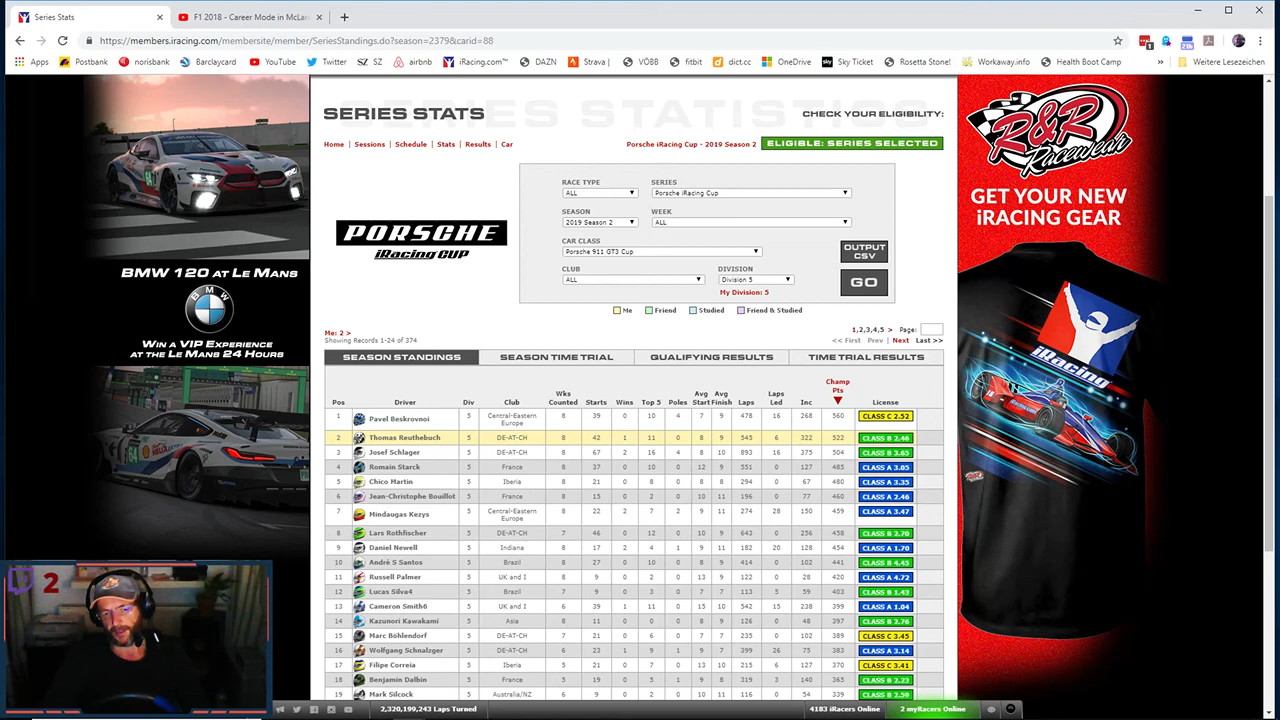 Series Stats
F1 2018 - Career Mode in McLar
https://members.iracing.com/membersite/member/SeriesStandings.do?season=2379&carid=88
Apps Postbank norisbank Barclaycard YouTube Twitter SZ airbnb iRacing.com™ DAZN Strava | VÖBB fitbit dict.cc OneDrive Sky Ticket Rosetta Stone! Workaway.info Health Boot Camp » Weitere Lesezeichen
SERIES STATISTICS
SERIES STATS
CHECK YOUR ELIGIBILITY:
Home | Sessions | Schedule | Stats | Results | Car
Porsche iRacing Cup - 2019 Season 2 ELIGIBLE: SERIES SELECTED
RACE TYPE SERIES
ALL Porsche iRacing Cup
SEASON WEEK
2019 Season 2 ALL
CAR CLASS
Porsche 911 GT3 Cup
OUTPUT CSV
CLUB DIVISION
ALL Division 5
GO
My Division: 5
PORSCHE
iRacing CUP
Me Friend Studied Friend & Studied
Me: 2 >
1,2,3,4,5 > Page:
Showing Records 1-24 of 374
<< First Prev | Next Last >>
SEASON STANDINGS SEASON TIME TRIAL QUALIFYING RESULTS TIME TRIAL RESULTS
Pos Driver Div Club Wks Counted Starts Wins Top 5 Poles Avg Start Avg Finish Laps Laps Led Inc Champ Pts License
1 Pavel Beskrovnoi 5 Central-Eastern Europe 8 39 0 10 4 7 9 478 16 268 560 CLASS C 2.52
2 Thomas Reuthebuch 5 DE-AT-CH 8 42 1 11 0 8 9 545 6 322 522 CLASS B 2.46
3 Josef Schlager 5 DE-AT-CH 8 67 2 16 4 8 10 893 16 375 504 CLASS B 3.65
4 Romain Starck 5 France 8 37 0 10 0 12 9 551 0 127 485 CLASS A 3.05
5 Chico Martin 5 Iberia 8 21 0 8 0 8 8 294 0 67 480 CLASS A 3.35
6 Jean-Christophe Bouillot 5 France 8 15 0 2 0 10 11 196 0 77 460 CLASS A 2.46
7 Mindaugas Kezys 5 Central-Eastern Europe 8 22 2 7 2 9 11 274 28 150 459 CLASS A 3.47
8 Lars Rothfischer 5 DE-AT-CH 7 46 0 12 0 10 9 643 0 256 458 CLASS B 2.70
9 Daniel Newell 5 Indiana 8 17 2 4 1 9 11 182 20 128 454 CLASS A 1.70
10 André S Santos 5 Brazil 8 27 0 10 0 8 9 414 0 102 441 CLASS B 4.45
11 Russell Palmer 5 UK and I 8 9 0 2 0 13 9 122 0 28 420 CLASS A 4.72
12 Lucas Silva4 5 Brazil 7 9 0 2 0 7 7 113 5 59 403 CLASS B 1.43
13 Cameron Smith6 5 UK and I 6 39 1 11 0 15 10 542 15 238 399 CLASS A 1.04
14 Kazunori Kawakami 5 Asia 8 11 0 0 0 8 9 126 0 48 397 CLASS B 2.76
15 Marc Böhlendorf 5 DE-AT-CH 7 21 0 6 0 7 7 235 0 102 389 CLASS C 3.45
16 Wolfgang Schnalzger 5 DE-AT-CH 6 23 1 9 1 7 6 399 26 75 383 CLASS A 3.14
17 Filipe Correia 5 Iberia 5 21 0 7 0 13 10 215 0 127 370 CLASS C 3.41
18 Benjamin Dalbin 5 France 5 19 0 5 1 8 9 319 3 140 365 CLASS B 2.23
19 Mark Silcock 5 Australia/NZ 6 9 0 1 0 10 11 116 0 54 364 CLASS B 2.59
2,320,199,243 Laps Turned
4183 iRacers Online
2 myRacers Online
BMW 120 AT LE MANS
BMW
WIN A VIP EXPERIENCE
AT THE LE MANS 24 HOURS
R&R
Racewear
GET YOUR NEW
iRACING GEAR
iRacing
2